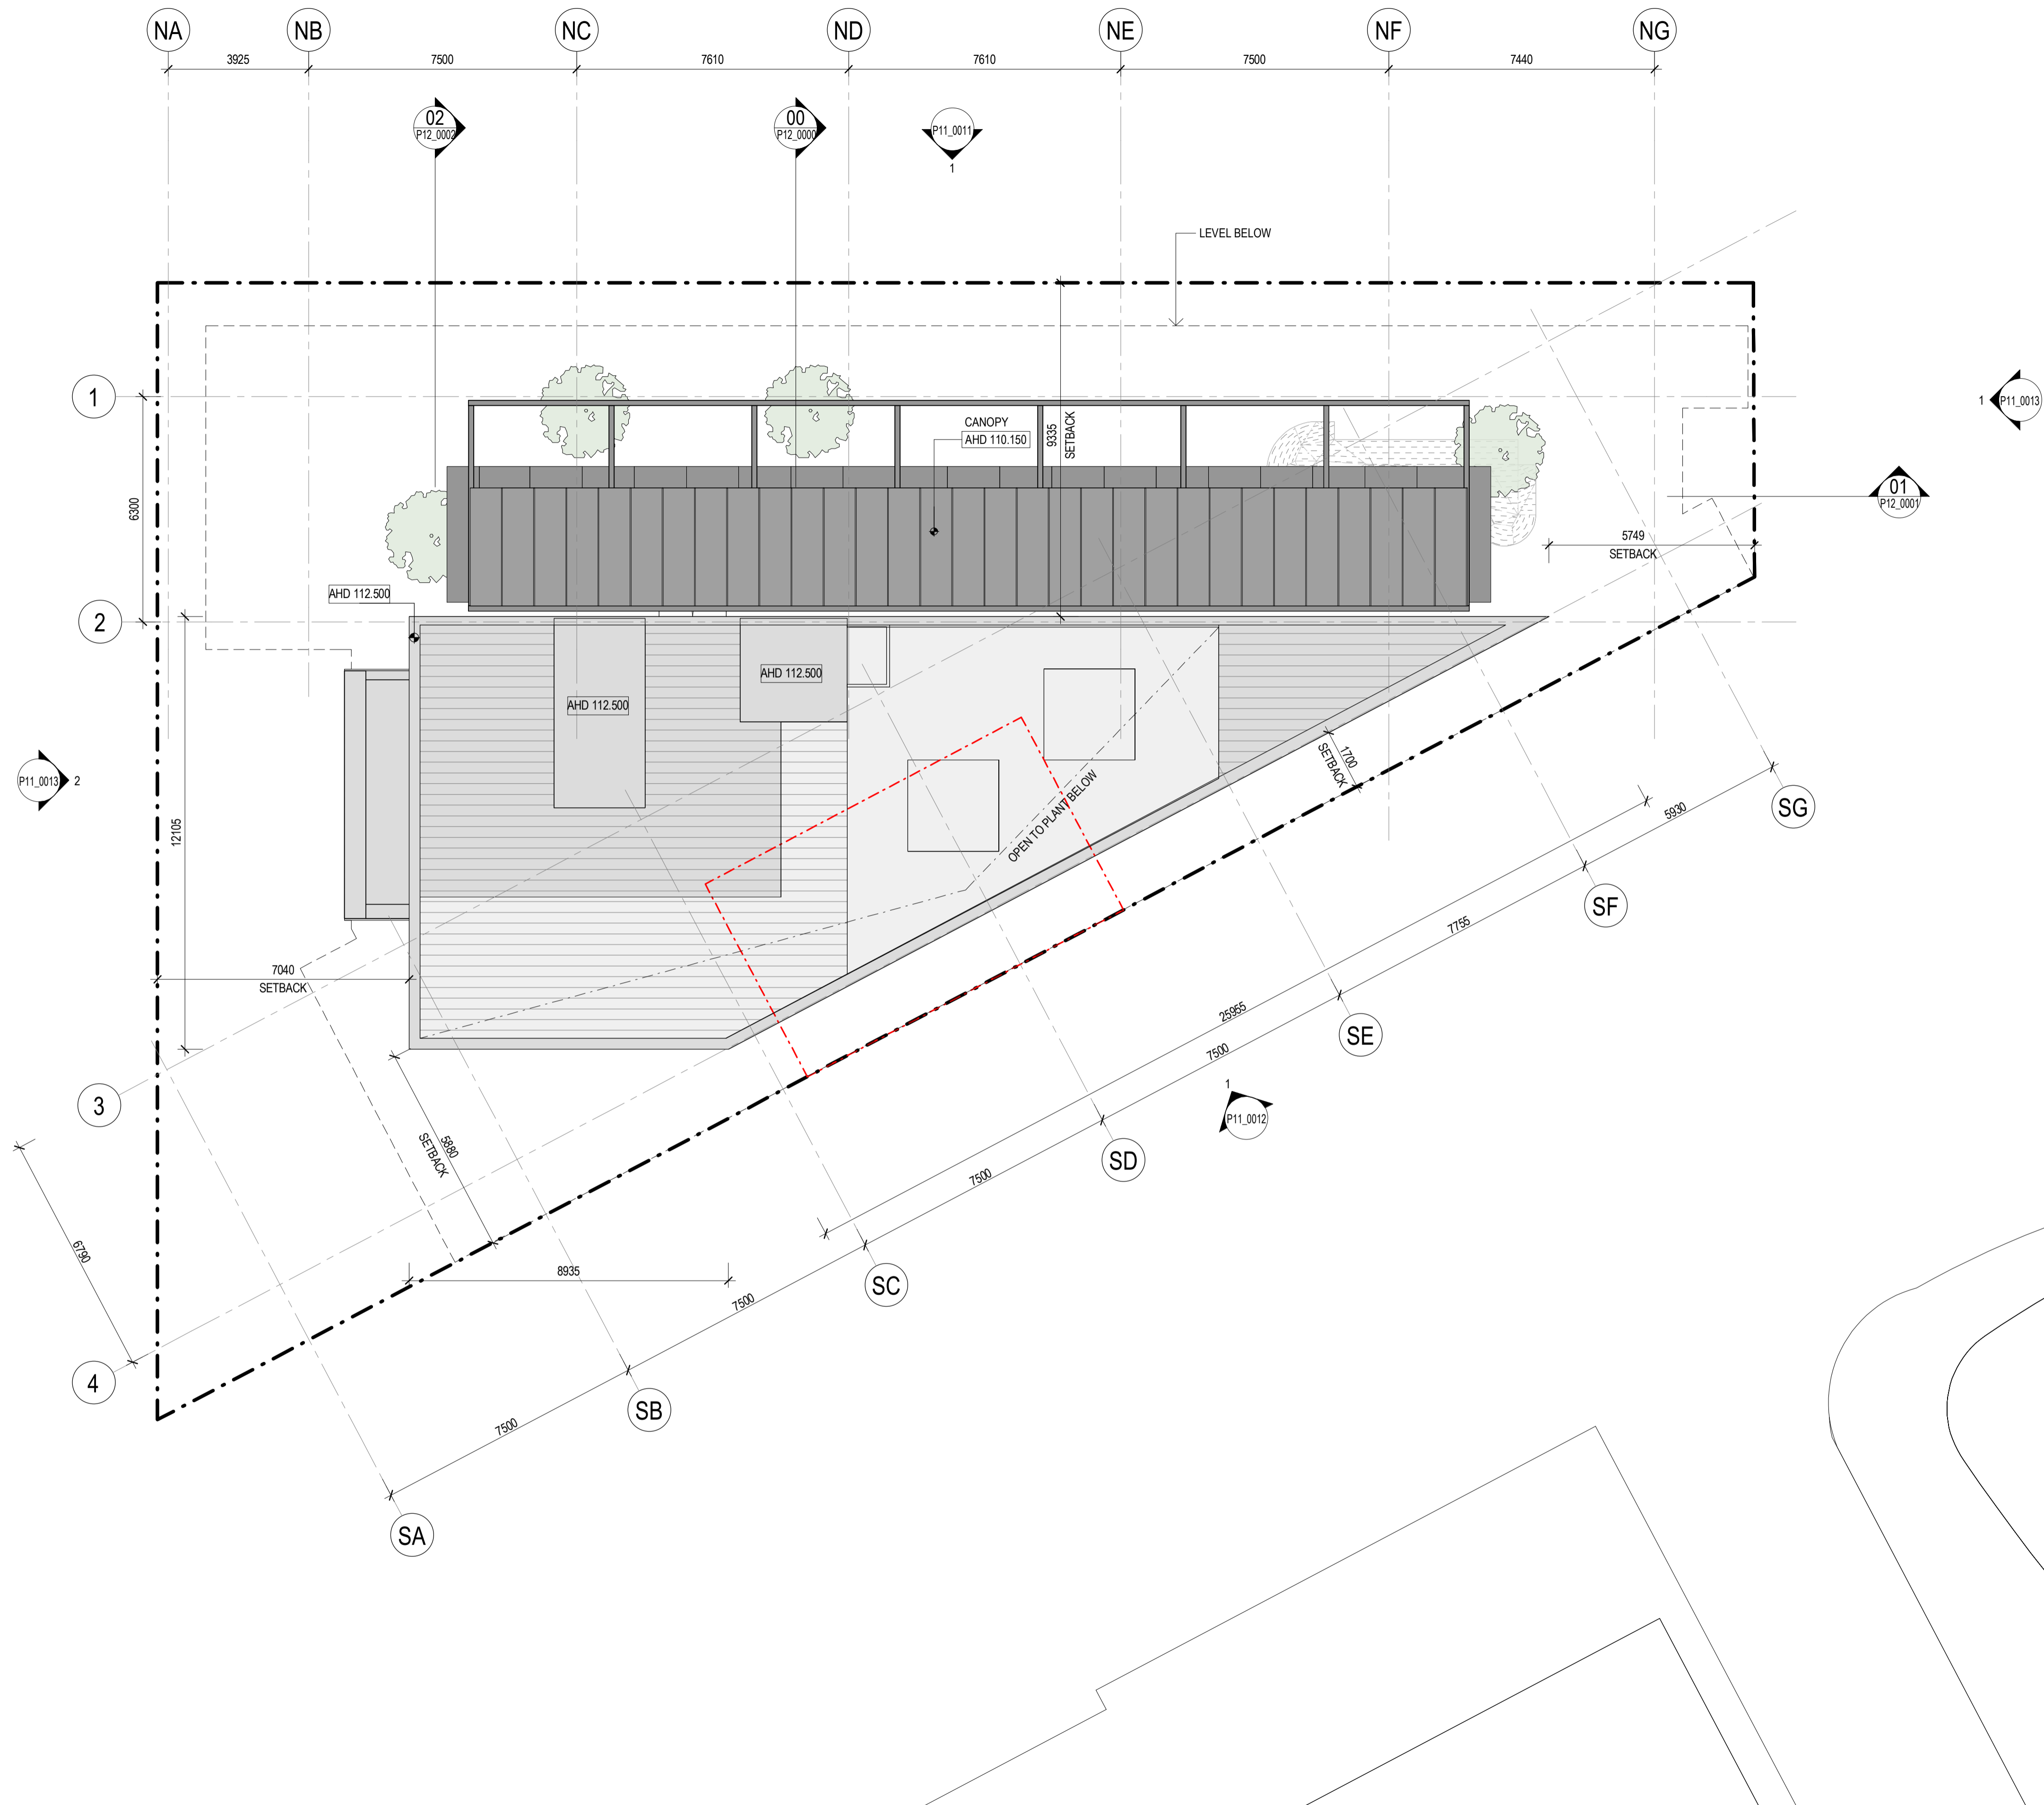 NA
NB
NC
ND
NE
NF
NG
3925
7500
7610
7610
7500
7440
02
P12_0002
00
P12_0000
P11_0011
1
LEVEL BELOW
1
6300
2
CANOPY
AHD 110.150
9335
SETBACK
1
P11_0013
01
P12_0001
5749
SETBACK
AHD 112.500
AHD 112.500
AHD 112.500
P11_0013
2
12105
OPEN TO PLANT BELOW
1700
SETBACK
SG
5930
SF
7755
25955
SE
7500
7040
SETBACK
3
1
P11_0012
5880
SETBACK
SD
7500
6790
8935
SC
7500
4
SB
7500
SA